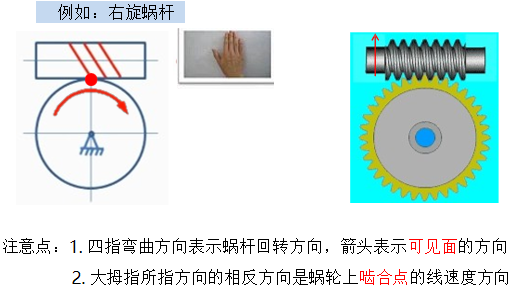 例如：右旋蜗杆
注意点：1. 四指弯曲方向表示蜗杆回转方向，箭头表示可见面的方向
2. 大拇指所指方向的相反方向是蜗轮上啮合点的线速度方向